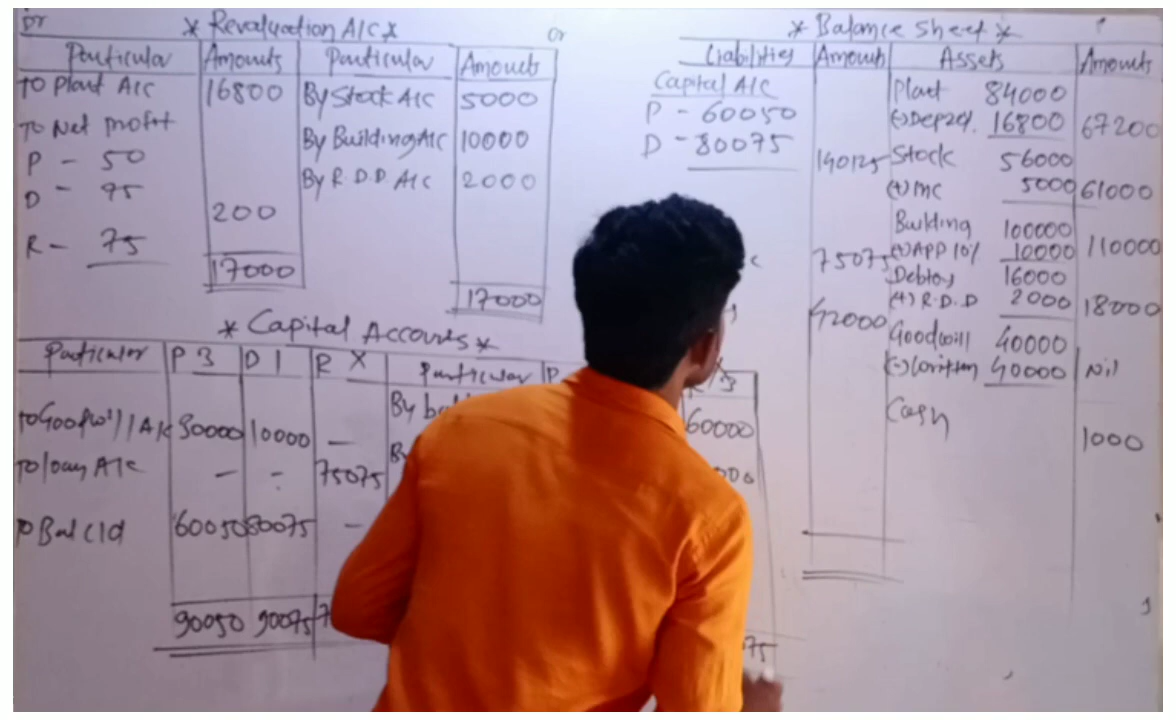 Dr * Revaluation A/C * Cr
Particular Amounts Particular Amounts
To Plant A/C 16800 By Stock A/C 5000
To Net profit By Building A/C 10000
P - 50 By R.D.D. A/C 2000
D - 75
200
R - 75
17000 17000
* Capital Accounts *
Particular P 3 D 1 R X Particular P
To Goodwill A/C 30000 10000 - By 60000
To loan A/C - - 75075
To Bal C/d 60050 80075 -
90050 90075
* Balance Sheet *
Liabilities Amounts Assets Amounts
Capital A/C Plant 84000
P - 60050 (-) Dep 20% 16800 67200
D - 80075
140125 Stock 56000
(+) Inc 5000 61000
Building 100000
75075 (+) App 10% 10000 110000
Debtors 16000
(+) R.D.D 2000 18000
42000 Goodwill 40000
(-) 40000 Nil
Cash
1000